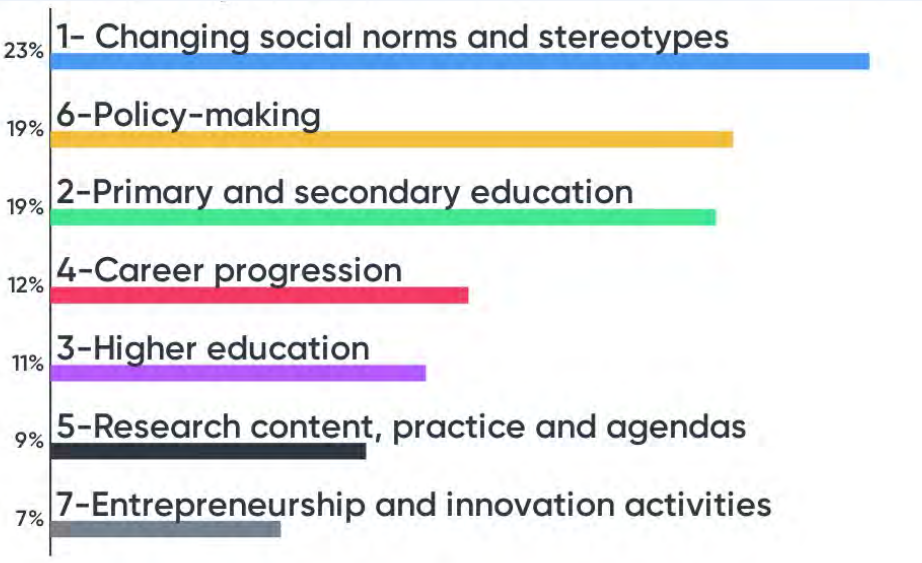 23% 1- Changing social norms and stereotypes
19% 6-Policy-making
19% 2-Primary and secondary education
12% 4-Career progression
11% 3-Higher education
9% 5-Research content, practice and agendas
7% 7-Entrepreneurship and innovation activities